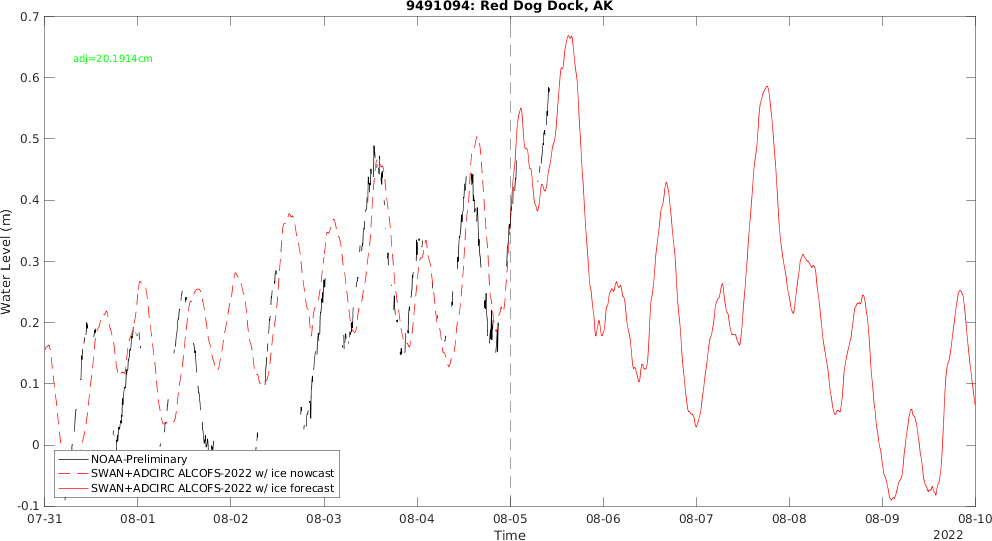 9491094: Red Dog Dock, AK
adj=20.1914cm
Water Level (m)
0.7
0.6
0.5
0.4
0.3
0.2
0.1
0
-0.1
NOAA-Preliminary
SWAN+ADCIRC ALCOFS-2022 w/ ice nowcast
SWAN+ADCIRC ALCOFS-2022 w/ ice forecast
07-31 08-01 08-02 08-03 08-04 08-05 08-06 08-07 08-08 08-09 08-10
Time
2022